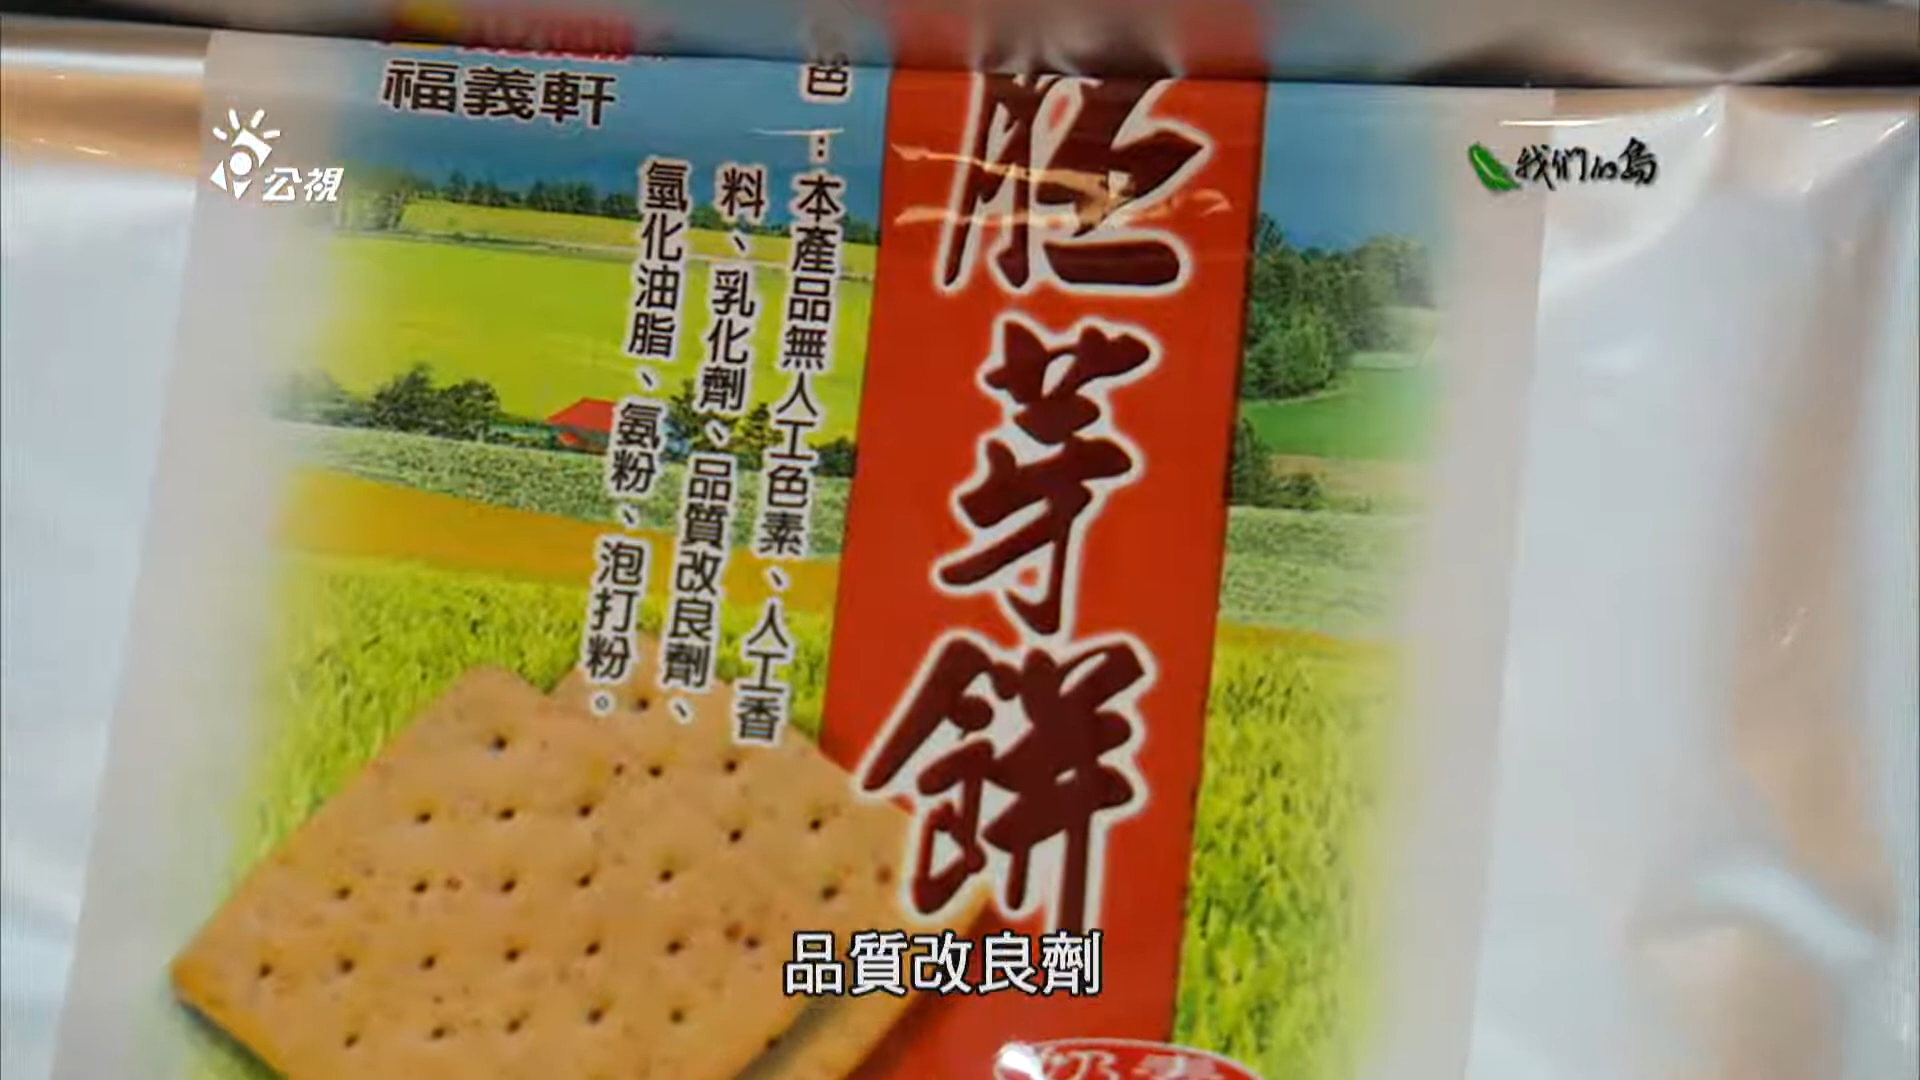 福義軒
公視
我們的島
胚芽餅
色：本產品無人工色素、人工香
料、乳化劑、品質改良劑、
氫化油脂、氨粉、泡打粉。
品質改良劑